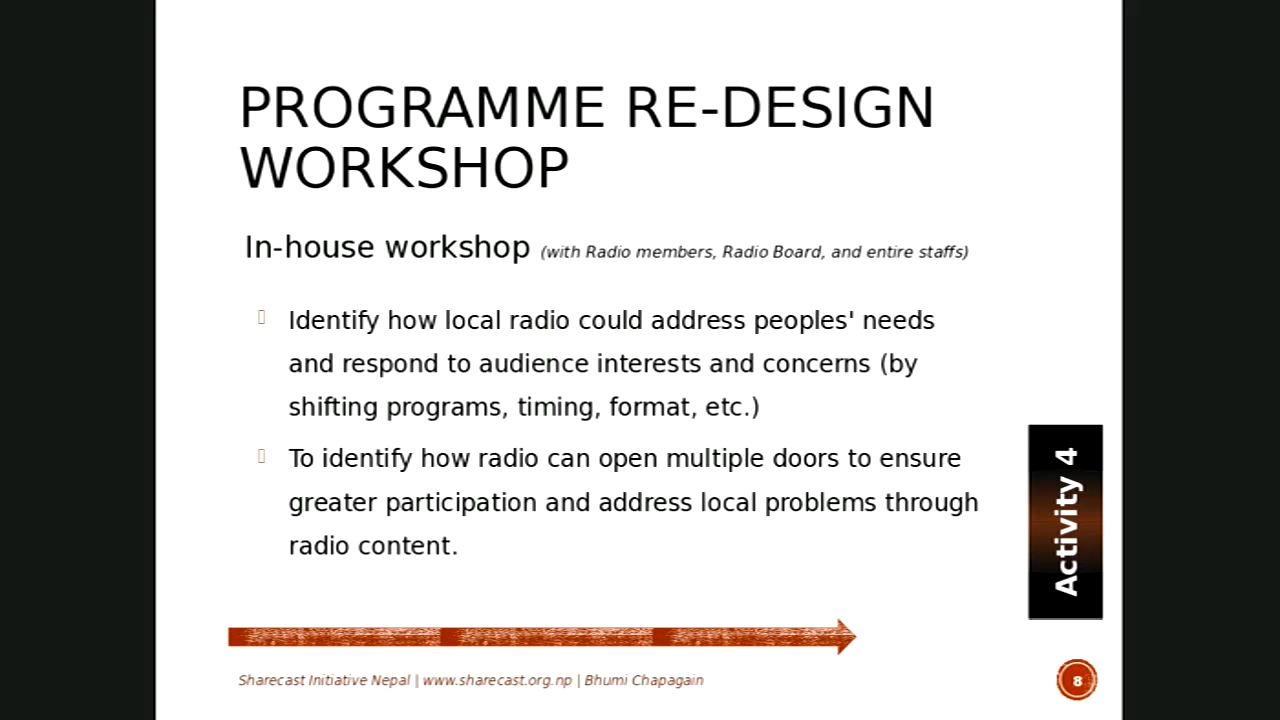 PROGRAMME RE-DESIGN
WORKSHOP
In-house workshop (with Radio members, Radio Board, and entire staffs)
Identify how local radio could address peoples' needs
and respond to audience interests and concerns (by
shifting programs, timing, format, etc.)
To identify how radio can open multiple doors to ensure
greater participation and address local problems through
radio content.
Activity 4
Sharecast Initiative Nepal | www.sharecast.org.np | Bhumi Chapagain
8